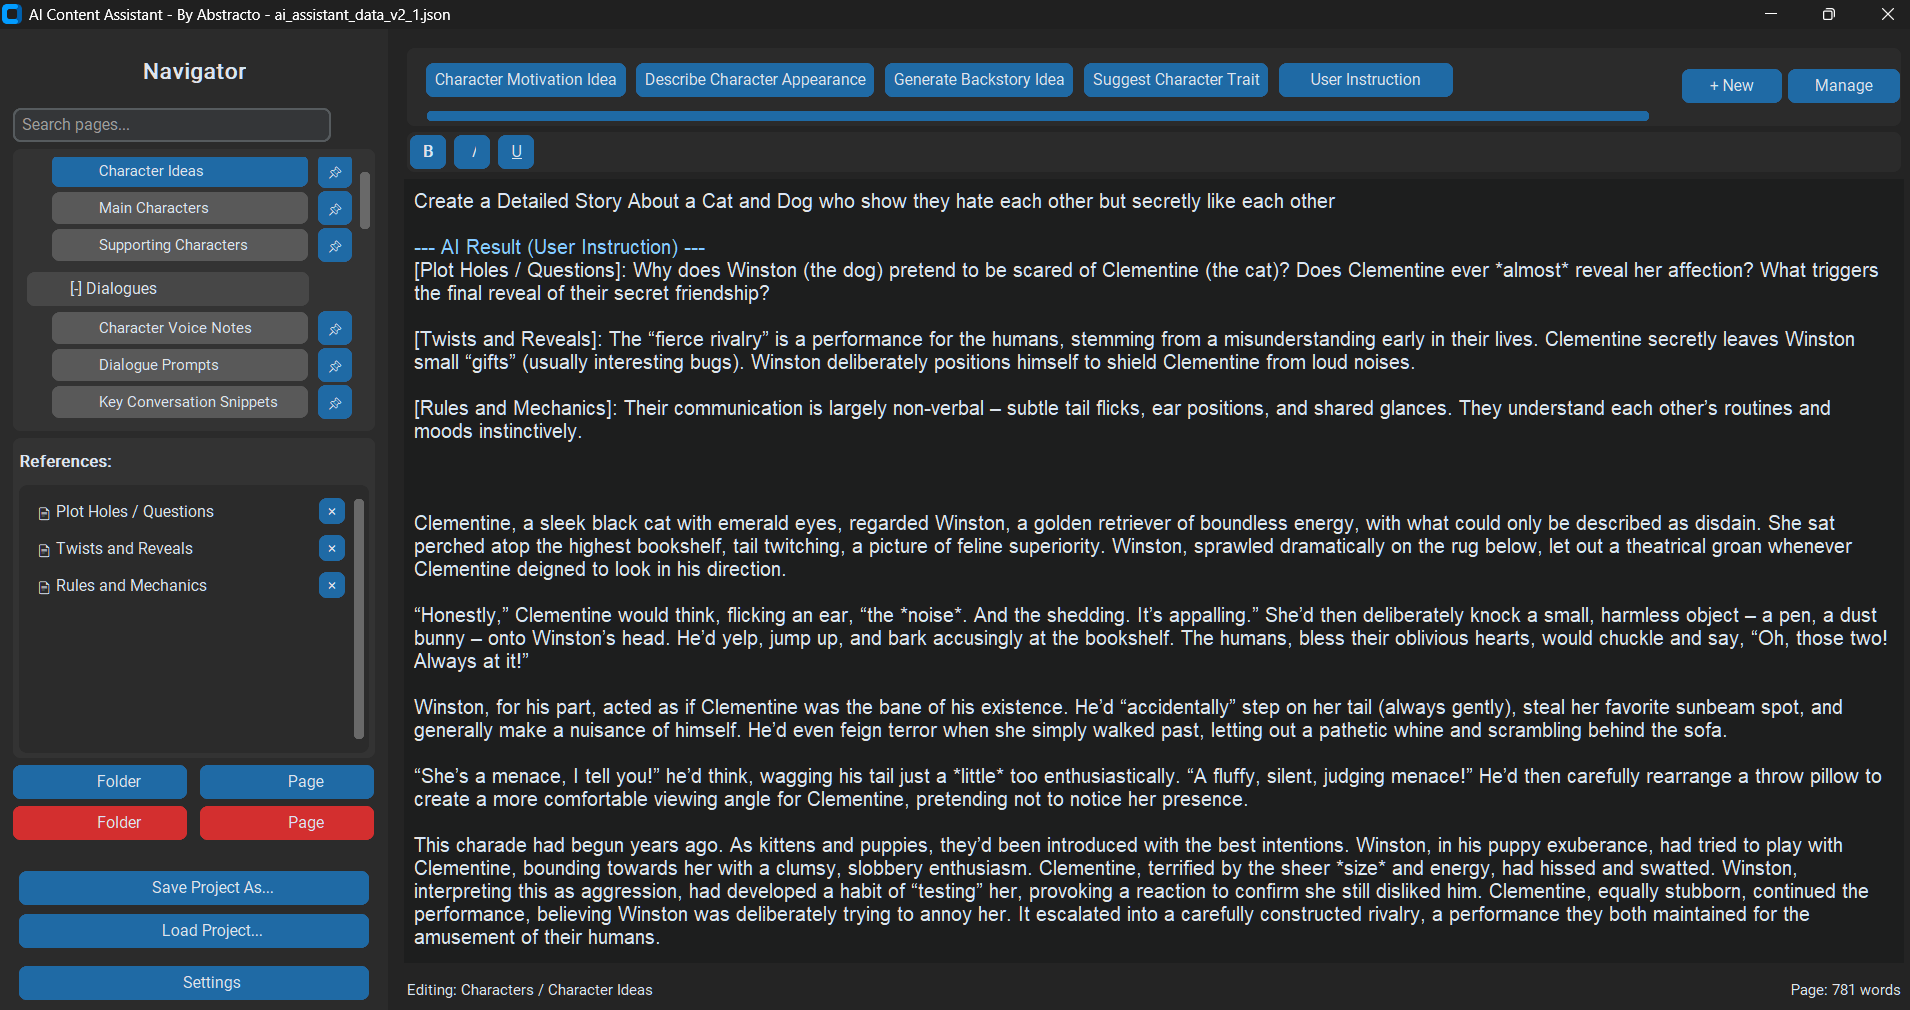 AI Content Assistant - By Abstracto - ai_assistant_data_v2_1.json
Navigator
Search pages...
Character Ideas
Main Characters
Supporting Characters
[-] Dialogues
Character Voice Notes
Dialogue Prompts
Key Conversation Snippets
References:
Plot Holes / Questions
Twists and Reveals
Rules and Mechanics
Folder
Page
Folder
Page
Save Project As...
Load Project...
Settings
Character Motivation Idea
Describe Character Appearance
Generate Backstory Idea
Suggest Character Trait
User Instruction
+ New
Manage
B
I
U
Create a Detailed Story About a Cat and Dog who show they hate each other but secretly like each other
--- AI Result (User Instruction) ---
[Plot Holes / Questions]: Why does Winston (the dog) pretend to be scared of Clementine (the cat)? Does Clementine ever *almost* reveal her affection? What triggers
the final reveal of their secret friendship?
[Twists and Reveals]: The “fierce rivalry” is a performance for the humans, stemming from a misunderstanding early in their lives. Clementine secretly leaves Winston
small “gifts” (usually interesting bugs). Winston deliberately positions himself to shield Clementine from loud noises.
[Rules and Mechanics]: Their communication is largely non-verbal – subtle tail flicks, ear positions, and shared glances. They understand each other’s routines and
moods instinctively.
Clementine, a sleek black cat with emerald eyes, regarded Winston, a golden retriever of boundless energy, with what could only be described as disdain. She sat
perched atop the highest bookshelf, tail twitching, a picture of feline superiority. Winston, sprawled dramatically on the rug below, let out a theatrical groan whenever
Clementine deigned to look in his direction.
“Honestly,” Clementine would think, flicking an ear, “the *noise*. And the shedding. It’s appalling.” She’d then deliberately knock a small, harmless object – a pen, a dust
bunny – onto Winston’s head. He’d yelp, jump up, and bark accusingly at the bookshelf. The humans, bless their oblivious hearts, would chuckle and say, “Oh, those two!
Always at it!”
Winston, for his part, acted as if Clementine was the bane of his existence. He’d “accidentally” step on her tail (always gently), steal her favorite sunbeam spot, and
generally make a nuisance of himself. He’d even feign terror when she simply walked past, letting out a pathetic whine and scrambling behind the sofa.
“She’s a menace, I tell you!” he’d think, wagging his tail just a *little* too enthusiastically. “A fluffy, silent, judging menace!” He’d then carefully rearrange a throw pillow to
create a more comfortable viewing angle for Clementine, pretending not to notice her presence.
This charade had begun years ago. As kittens and puppies, they’d been introduced with the best intentions. Winston, in his puppy exuberance, had tried to play with
Clementine, bounding towards her with a clumsy, slobbery enthusiasm. Clementine, terrified by the sheer *size* and energy, had hissed and swatted. Winston,
interpreting this as aggression, had developed a habit of “testing” her, provoking a reaction to confirm she still disliked him. Clementine, equally stubborn, continued the
performance, believing Winston was deliberately trying to annoy her. It escalated into a carefully constructed rivalry, a performance they both maintained for the
amusement of their humans.
Editing: Characters / Character Ideas
Page: 781 words